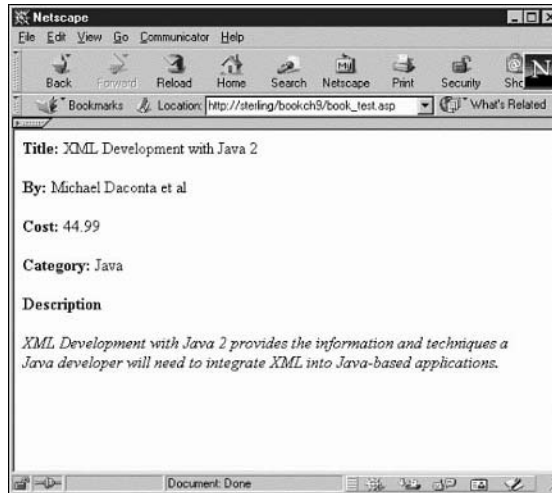 Netscape
File Edit View Go Communicator Help
Back Forward Reload Home Search Netscape Print Security
My
N
Bookmarks Location: http://sterling/bookch9/book_test.asp What's Related
Title: XML Development with Java 2
By: Michael Daconta et al
Cost: 44.99
Category: Java
Description
XML Development with Java 2 provides the information and techniques a
Java developer will need to integrate XML into Java-based applications.
Document: Done